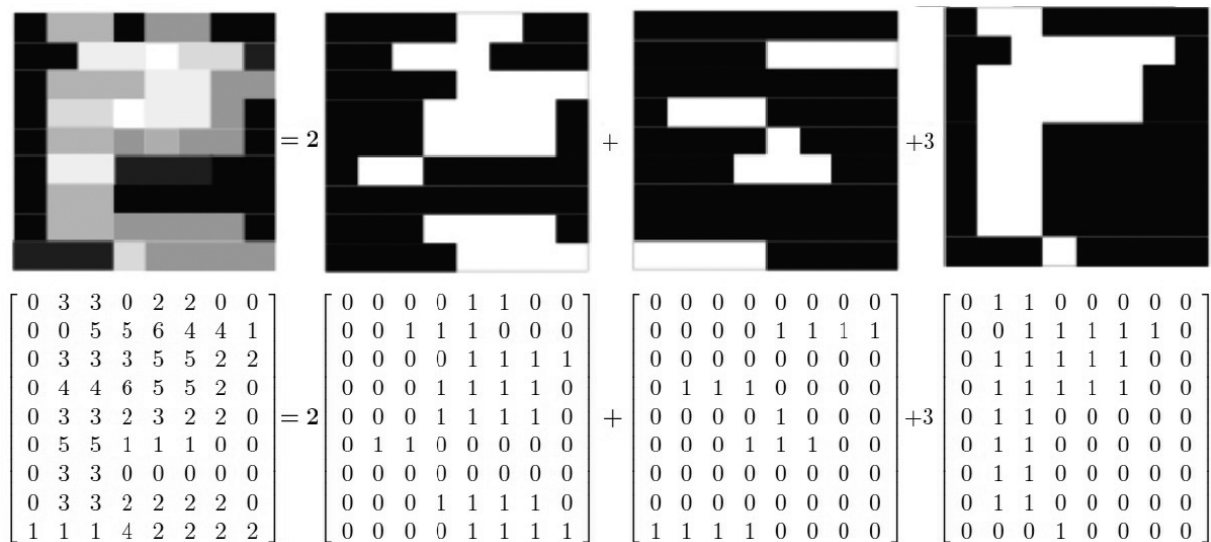 = 2 + +3
0 3 3 0 2 2 0 0 0 0 0 0 1 1 0 0 0 0 0 0 0 0 0 0 0 1 1 0 0 0 0 0
0 0 5 5 6 4 4 1 0 0 1 1 1 0 0 0 0 0 0 0 1 1 1 1 0 0 1 1 1 1 1 0
0 3 3 3 5 5 2 2 0 0 0 0 1 1 1 1 0 0 0 0 0 0 0 0 0 1 1 1 1 1 0 0
0 4 4 6 5 5 2 0 0 0 0 1 1 1 1 0 0 1 1 1 0 0 0 0 0 1 1 1 1 1 0 0
0 3 3 2 3 2 2 0 = 2 0 0 0 1 1 1 1 0 + 0 0 0 0 1 0 0 0 +3 0 1 1 0 0 0 0 0
0 5 5 1 1 1 0 0 0 1 1 0 0 0 0 0 0 0 0 1 1 1 0 0 0 1 1 0 0 0 0 0
0 3 3 0 0 0 0 0 0 0 0 0 0 0 0 0 0 0 0 0 0 0 0 0 0 1 1 0 0 0 0 0
0 3 3 2 2 2 2 0 0 0 0 1 1 1 1 0 0 0 0 0 0 0 0 0 0 1 1 0 0 0 0 0
1 1 1 4 2 2 2 2 0 0 0 0 1 1 1 1 1 1 1 1 0 0 0 0 0 0 0 1 0 0 0 0